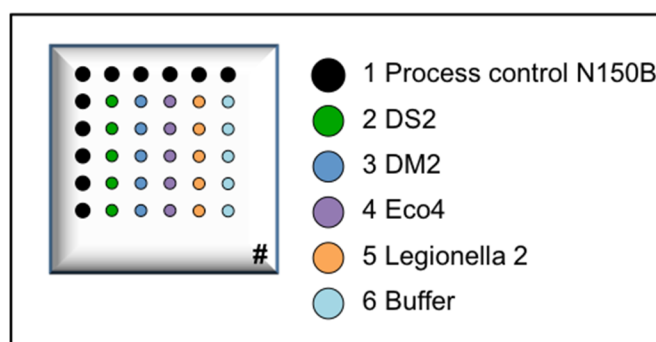 1 Process control N150B
2 DS2
3 DM2
4 Eco4
5 Legionella 2
6 Buffer
#